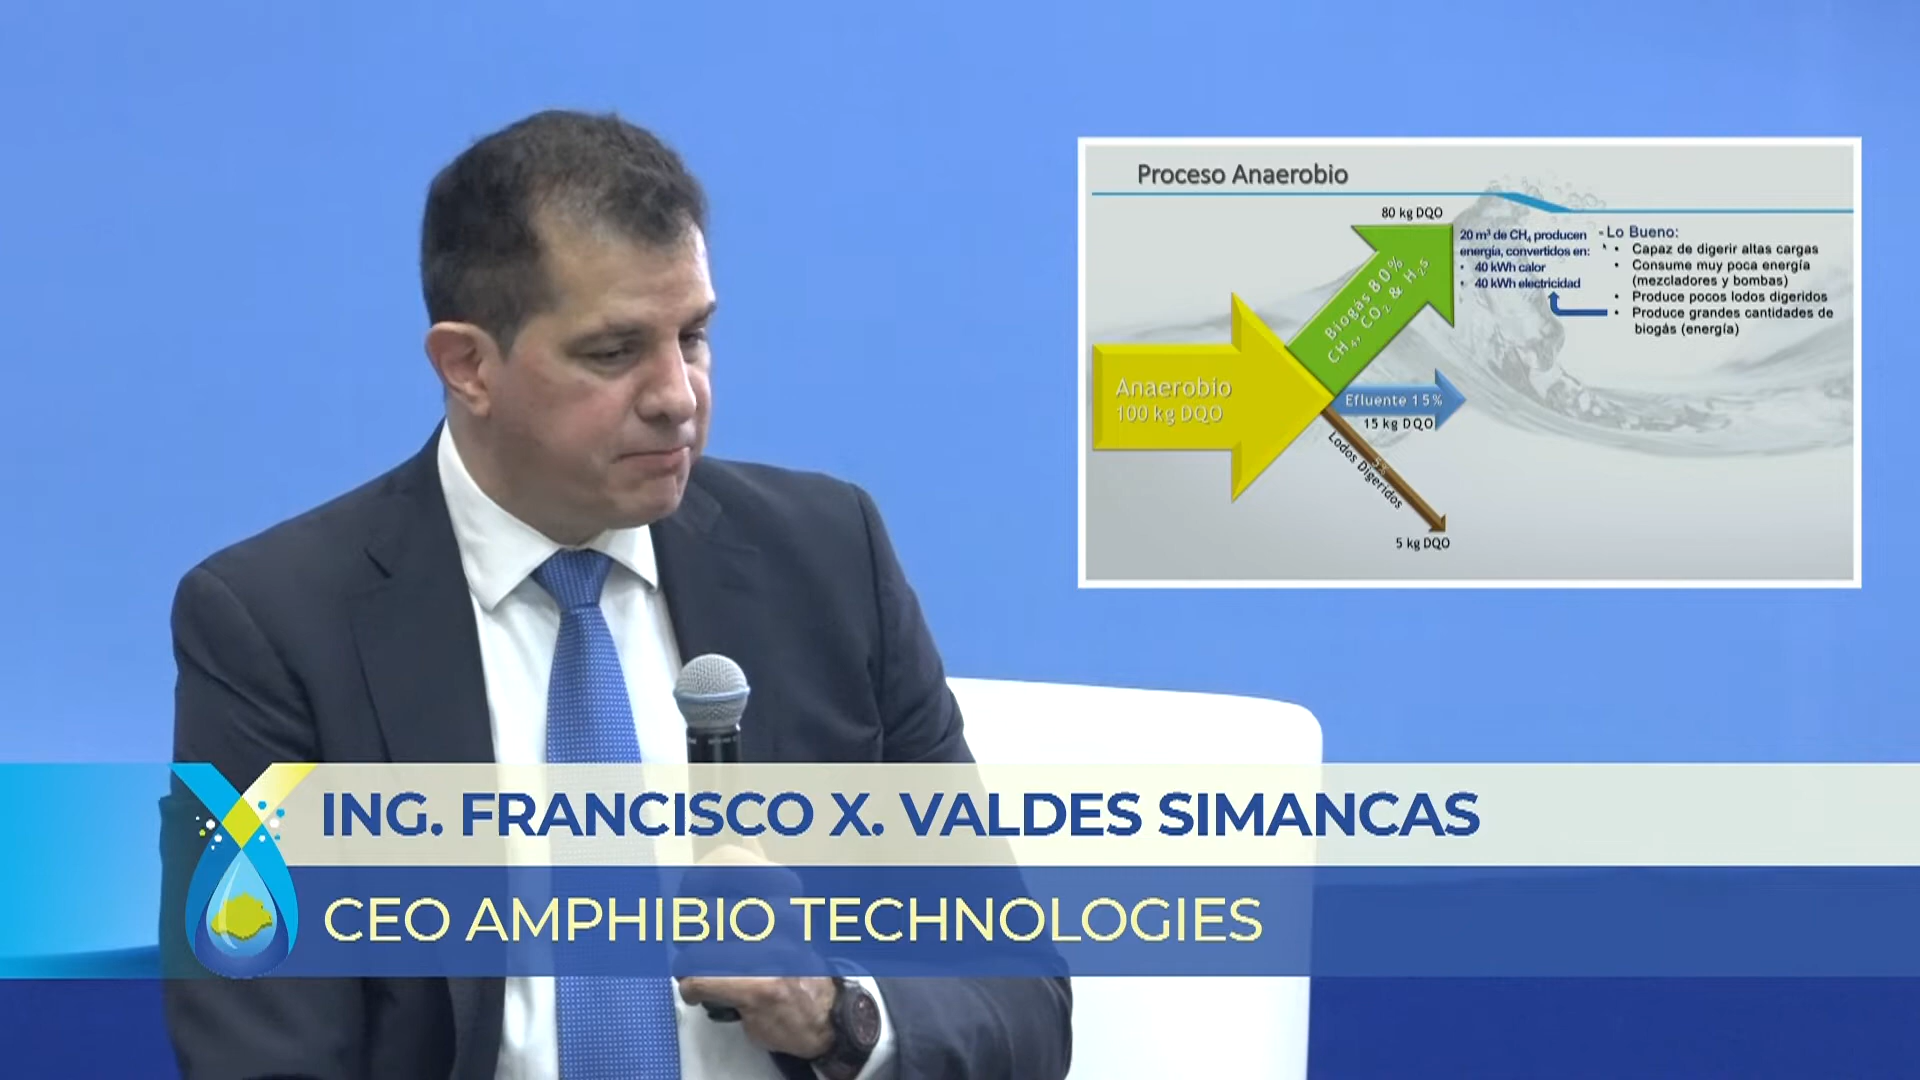 Proceso Anaerobio
80 kg DQO
20 m³ de CH₄ producen
energía, convertidos en:
• 40 kWh calor
• 40 kWh electricidad
- Lo Bueno:
• Capaz de digerir altas cargas
• Consume muy poca energía
(mezcladores y bombas)
• Produce pocos lodos digeridos
• Produce grandes cantidades de
biogás (energía)
Biogás 80%
CH₄, CO₂ & H₂S
Anaerobio
100 kg DQO
Efluente 15%
15 kg DQO
5%
Lodos Digeridos
5 kg DQO
ING. FRANCISCO X. VALDES SIMANCAS
CEO AMPHIBIO TECHNOLOGIES